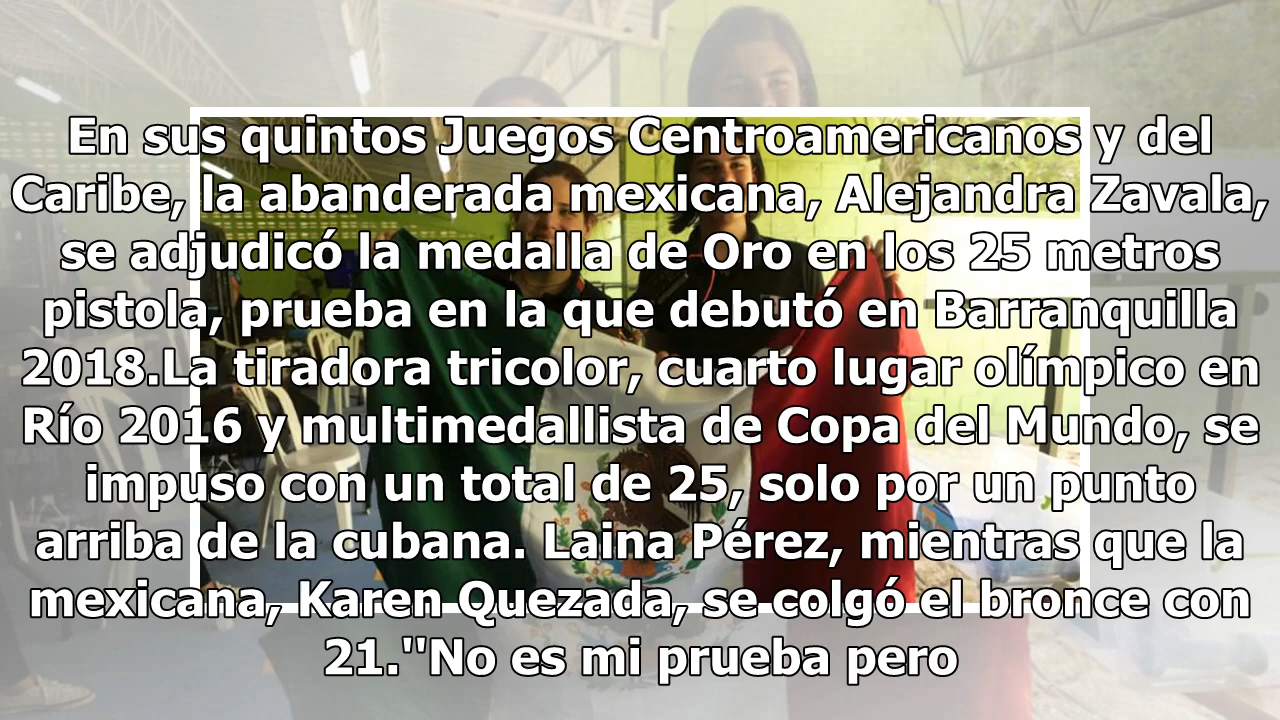 En sus quintos Juegos Centroamericanos y del
Caribe, la abanderada mexicana, Alejandra Zavala,
se adjudicó la medalla de Oro en los 25 metros
pistola, prueba en la que debutó en Barranquilla
2018.La tiradora tricolor, cuarto lugar olímpico en
Río 2016 y multimedallista de Copa del Mundo, se
impuso con un total de 25, solo por un punto
arriba de la cubana. Laina Pérez, mientras que la
mexicana, Karen Quezada, se colgó el bronce con
21."No es mi prueba pero